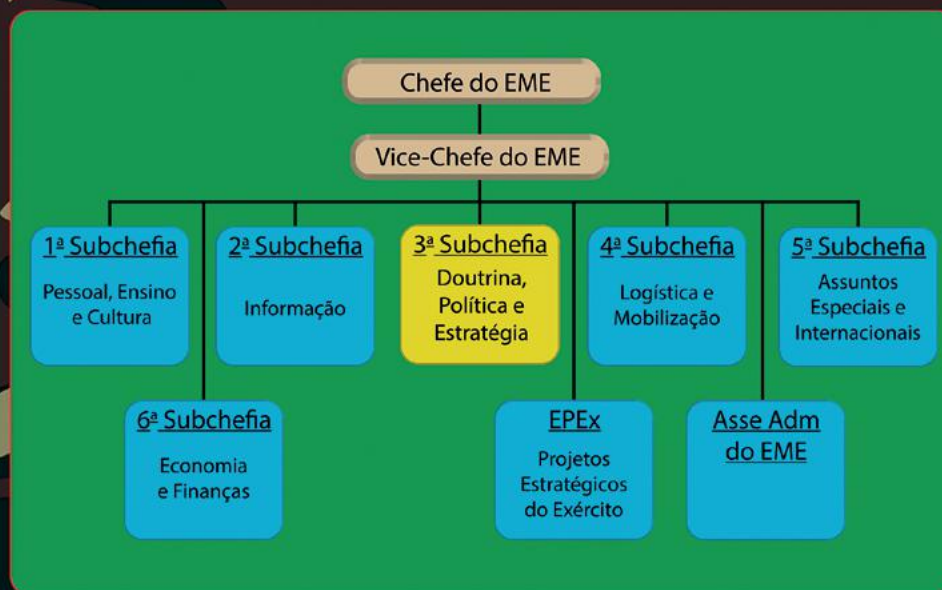 Chefe do EME
Vice-Chefe do EME
1ª Subchefia
Pessoal, Ensino
e Cultura
2ª Subchefia
Informação
3ª Subchefia
Doutrina,
Política e
Estratégia
4ª Subchefia
Logística e
Mobilização
5ª Subchefia
Assuntos
Especiais e
Internacionais
6ª Subchefia
Economia
e Finanças
EPEx
Projetos
Estratégicos
do Exército
Asse Adm
do EME